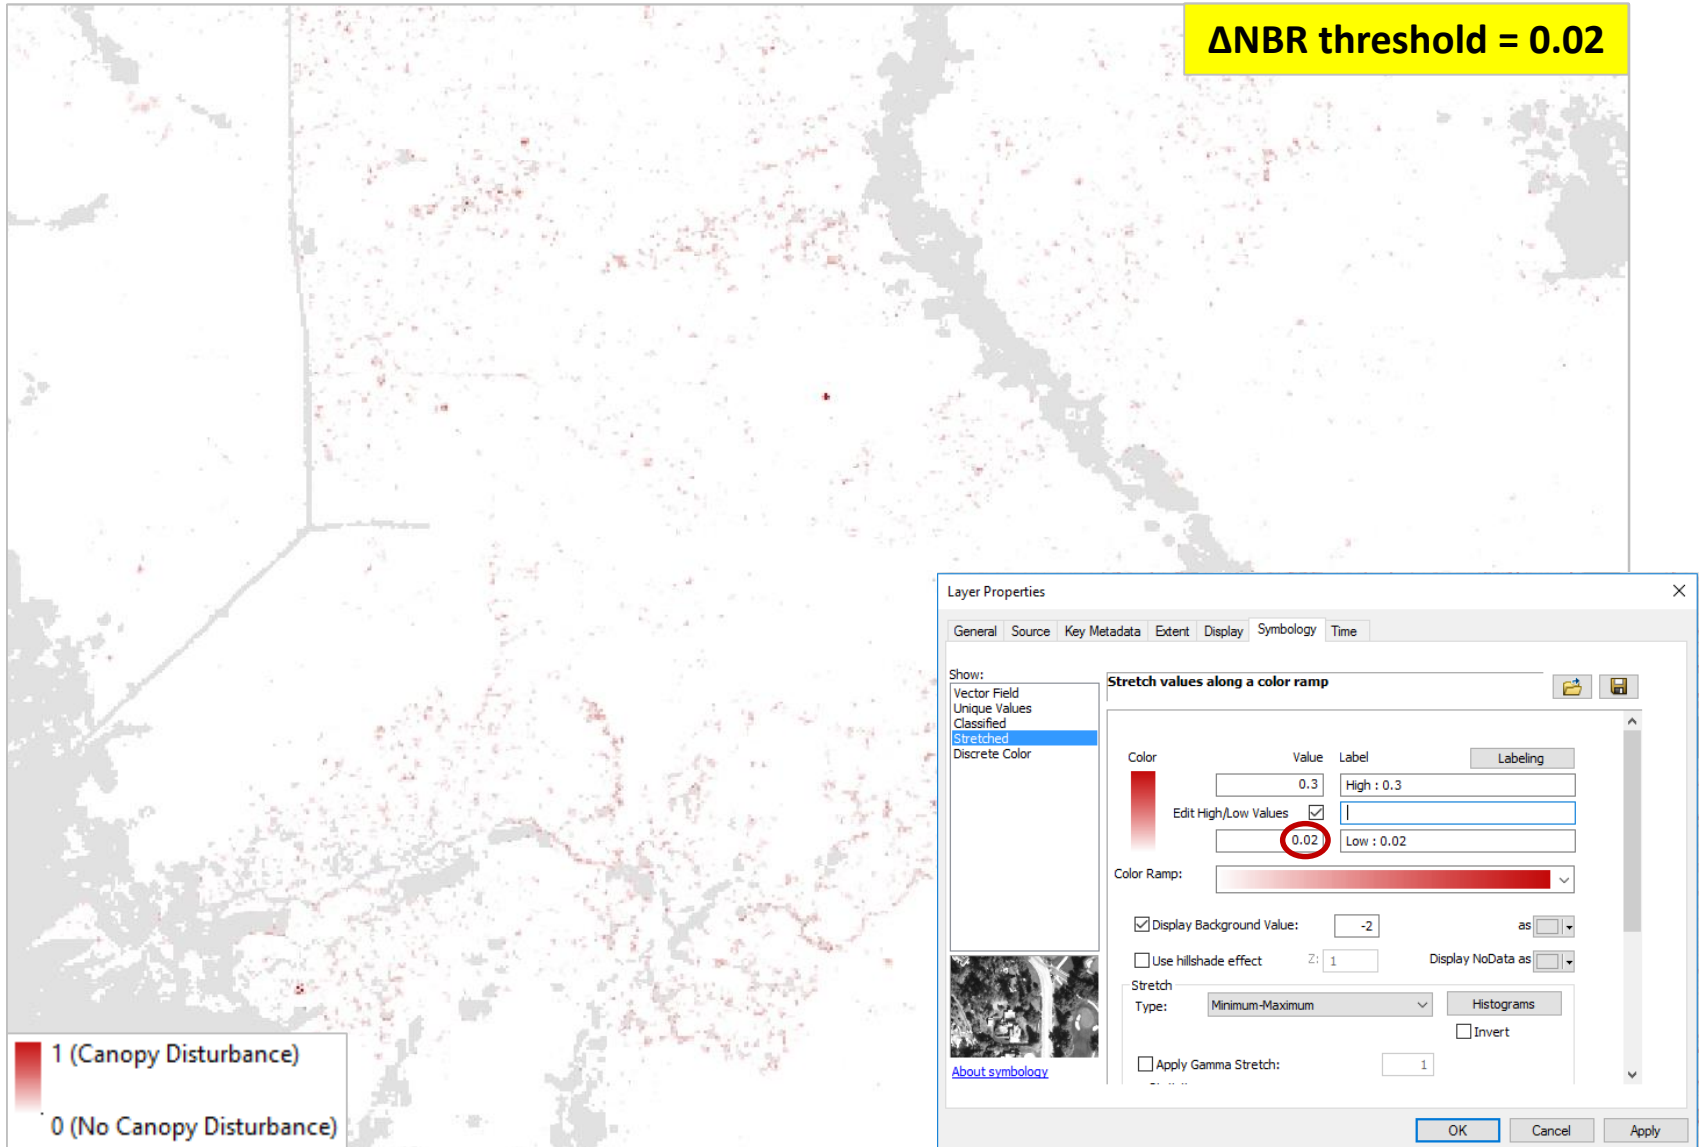 ΔNBR threshold = 0.02
Layer Properties
General Source Key Metadata Extent Display Symbology Time
Show:
Vector Field
Unique Values
Classified
Stretched
Discrete Color
About symbology
Stretch values along a color ramp
Color Value Label Labeling
0.3 High : 0.3
Edit High/Low Values
0.02 Low : 0.02
Color Ramp:
Display Background Value: -2 as
Use hillshade effect Z: 1 Display NoData as
Stretch
Type: Minimum-Maximum Histograms
Invert
Apply Gamma Stretch: 1
OK Cancel Apply
1 (Canopy Disturbance)
0 (No Canopy Disturbance)